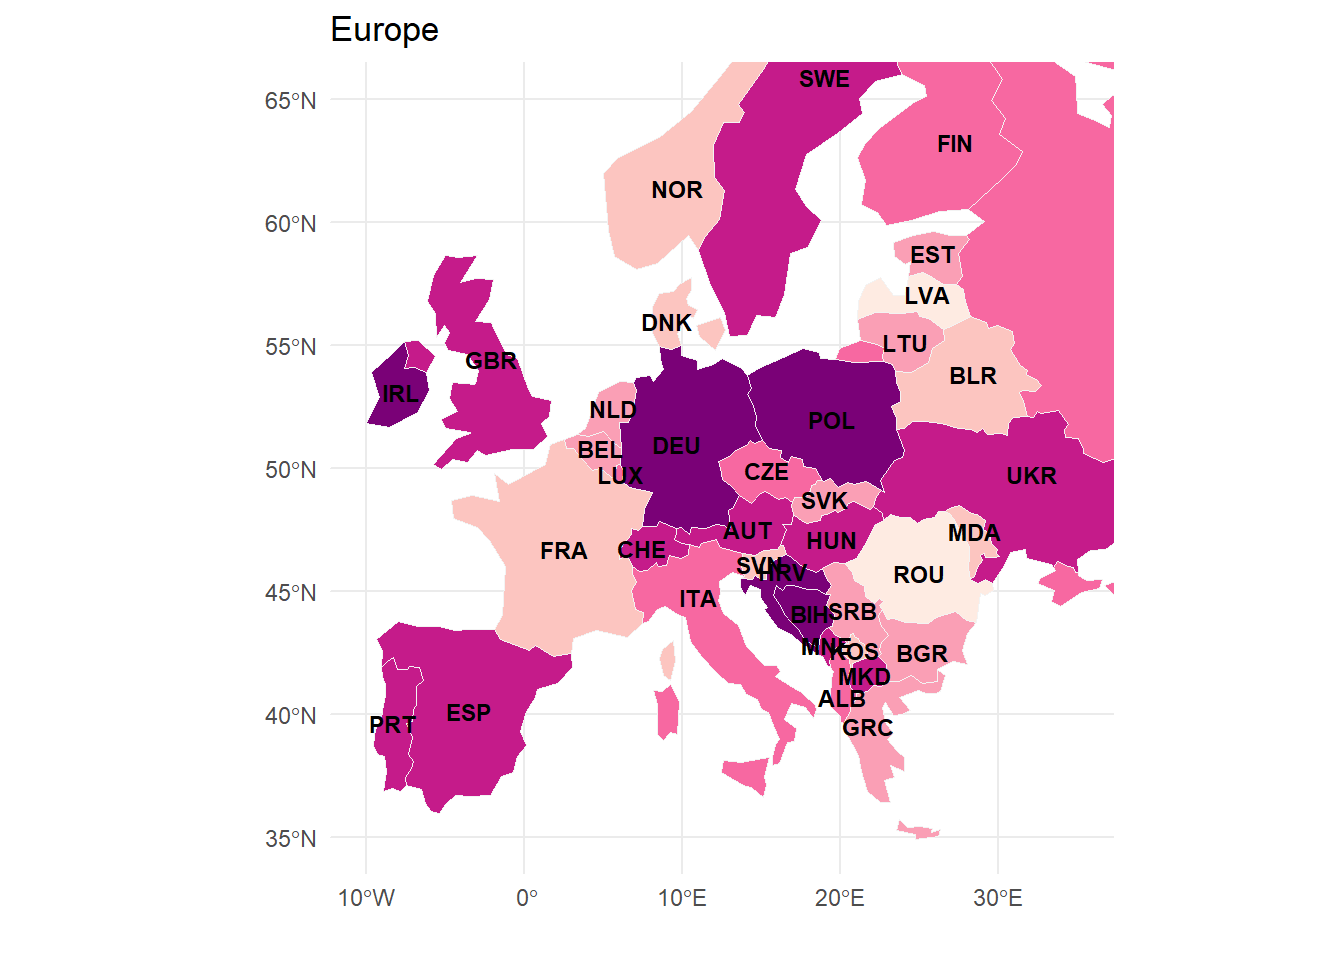 Europe
65°N
60°N
55°N
50°N
45°N
40°N
35°N
10°W
0°
10°E
20°E
30°E
SWE
FIN
NOR
EST
LVA
DNK
LTU
GBR
BLR
IRL
NLD
POL
DEU
BEL
CZE
LUX
UKR
SVK
AUT
MDA
HUN
CHE
FRA
SVN
HRV
ROU
ITA
BIH
SRB
MNE
KOS
BGR
MKD
ALB
ESP
PRT
GRC